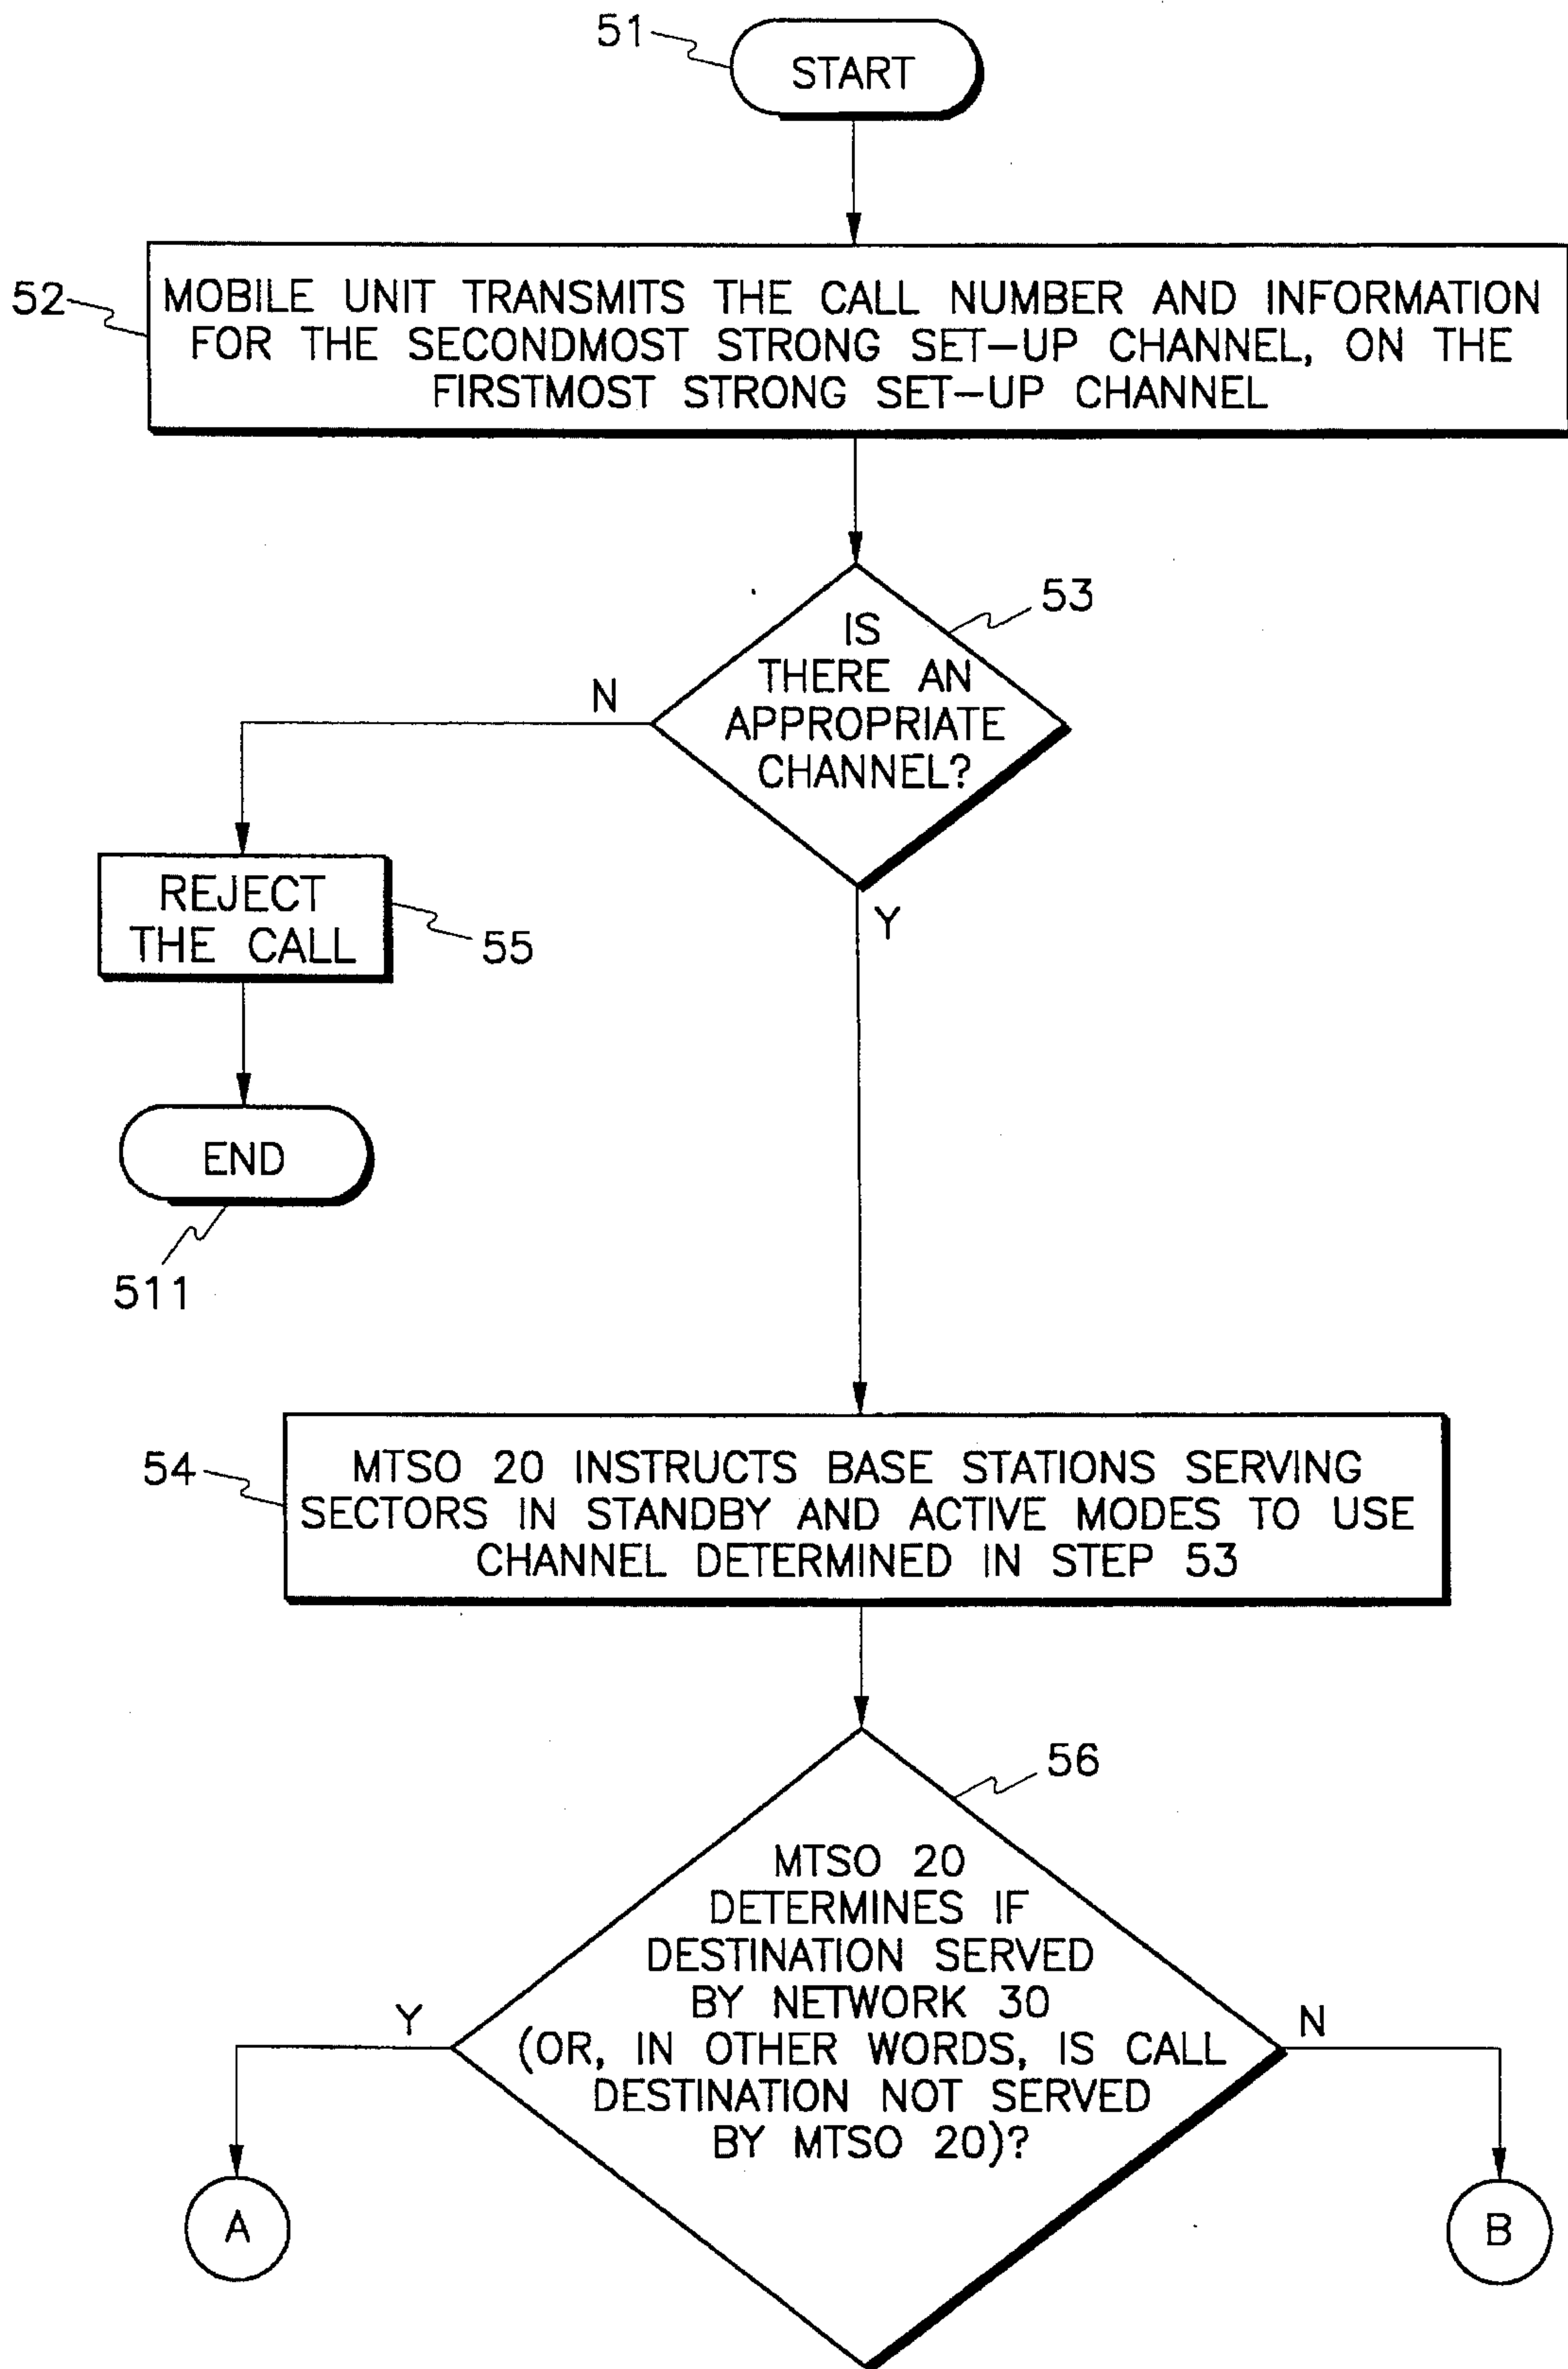 51
START
52
MOBILE UNIT TRANSMITS THE CALL NUMBER AND INFORMATION
FOR THE SECONDMOST STRONG SET-UP CHANNEL, ON THE
FIRSTMOST STRONG SET-UP CHANNEL
53
IS
THERE AN
APPROPRIATE
CHANNEL?
N
Y
REJECT
THE CALL
55
END
511
54
MTSO 20 INSTRUCTS BASE STATIONS SERVING
SECTORS IN STANDBY AND ACTIVE MODES TO USE
CHANNEL DETERMINED IN STEP 53
56
MTSO 20
DETERMINES IF
DESTINATION SERVED
BY NETWORK 30
(OR, IN OTHER WORDS, IS CALL
DESTINATION NOT SERVED
BY MTSO 20)?
Y
N
A
B